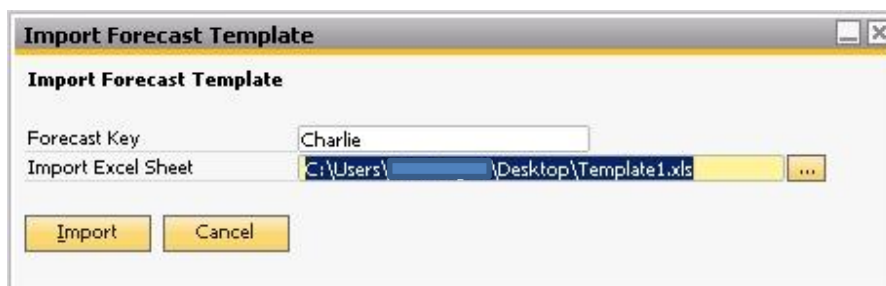 Import Forecast Template
Import Forecast Template
Forecast Key Charlie
Import Excel Sheet C:\Users\ \Desktop\Template1.xls ...
Import Cancel